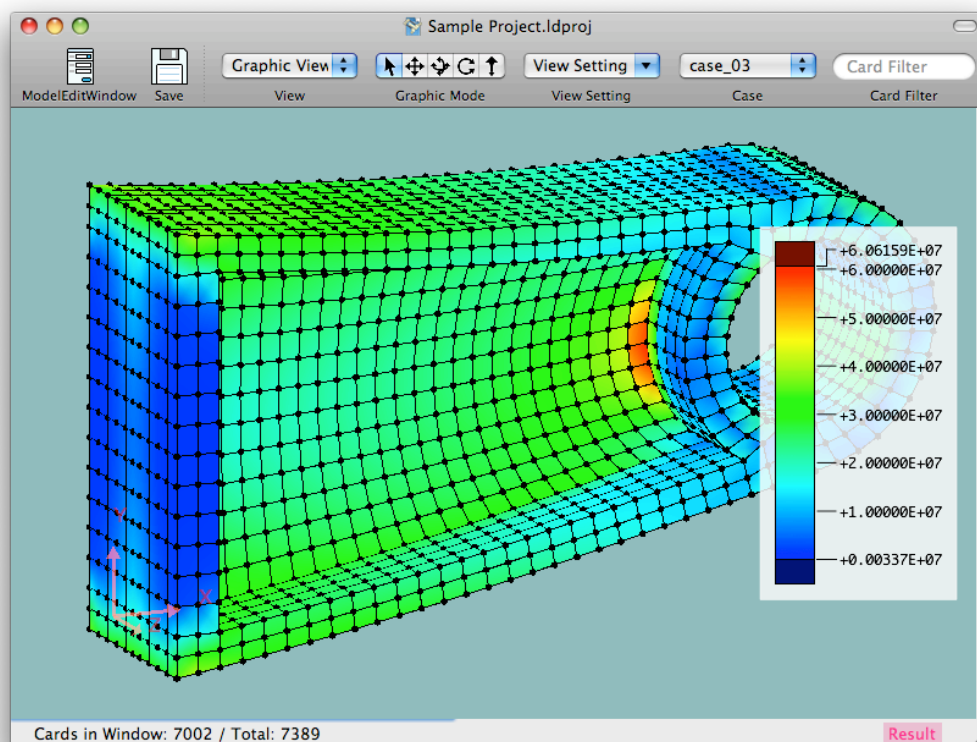 Sample Project.ldproj
Graphic View
View Setting
case_03
Card Filter
ModelEditWindow
Save
View
Graphic Mode
View Setting
Case
Card Filter
+6.06159E+07
+6.00000E+07
+5.00000E+07
+4.00000E+07
+3.00000E+07
+2.00000E+07
+1.00000E+07
+0.00337E+07
Y
X
Z
Cards in Window: 7002 / Total: 7389
Result